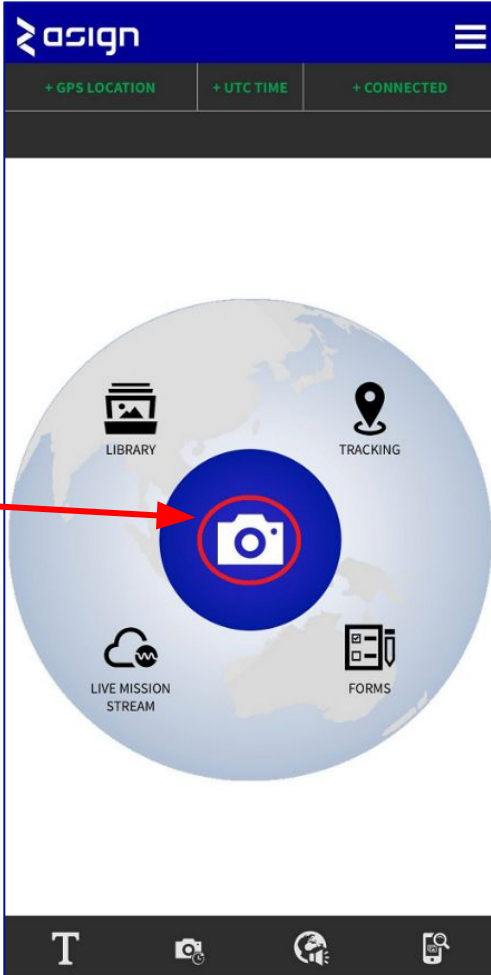 asign
+ GPS LOCATION + UTC TIME + CONNECTED
LIBRARY TRACKING
LIVE MISSION FORMS
STREAM
T